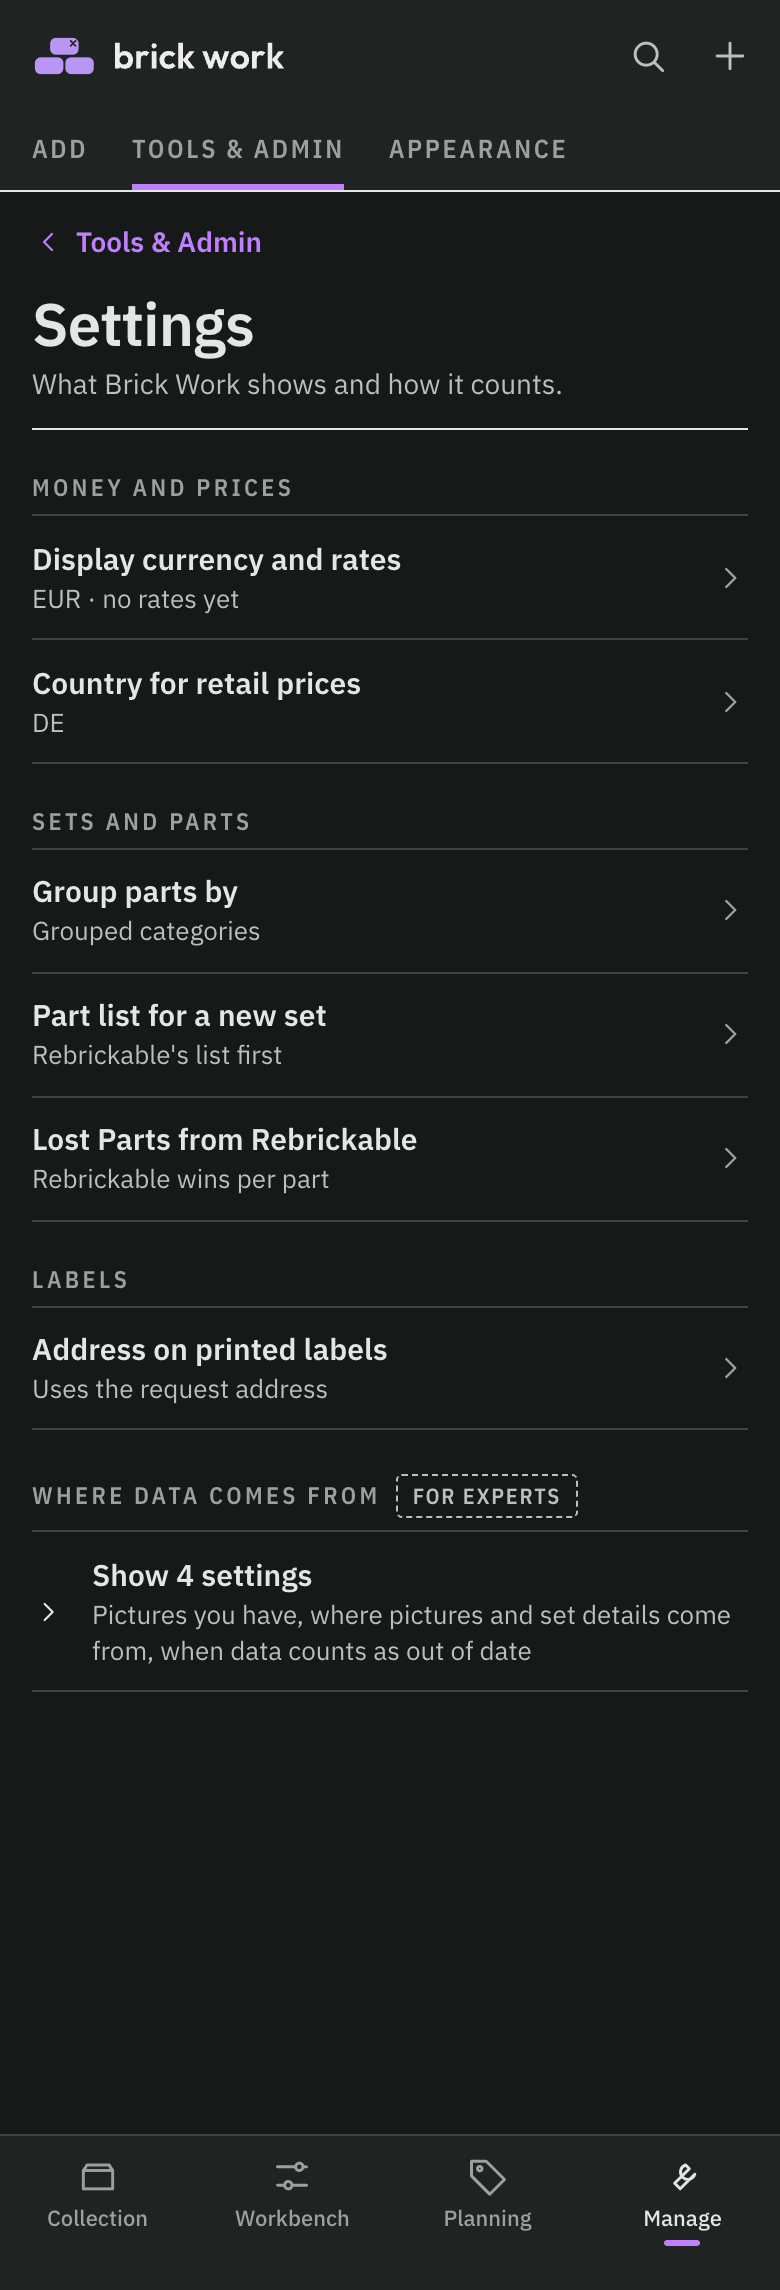 brick work
ADD TOOLS & ADMIN APPEARANCE
Tools & Admin
Settings
What Brick Work shows and how it counts.
MONEY AND PRICES
Display currency and rates
EUR · no rates yet
Country for retail prices
DE
SETS AND PARTS
Group parts by
Grouped categories
Part list for a new set
Rebrickable's list first
Lost Parts from Rebrickable
Rebrickable wins per part
LABELS
Address on printed labels
Uses the request address
WHERE DATA COMES FROM FOR EXPERTS
Show 4 settings
Pictures you have, where pictures and set details come
from, when data counts as out of date
Collection Workbench Planning Manage